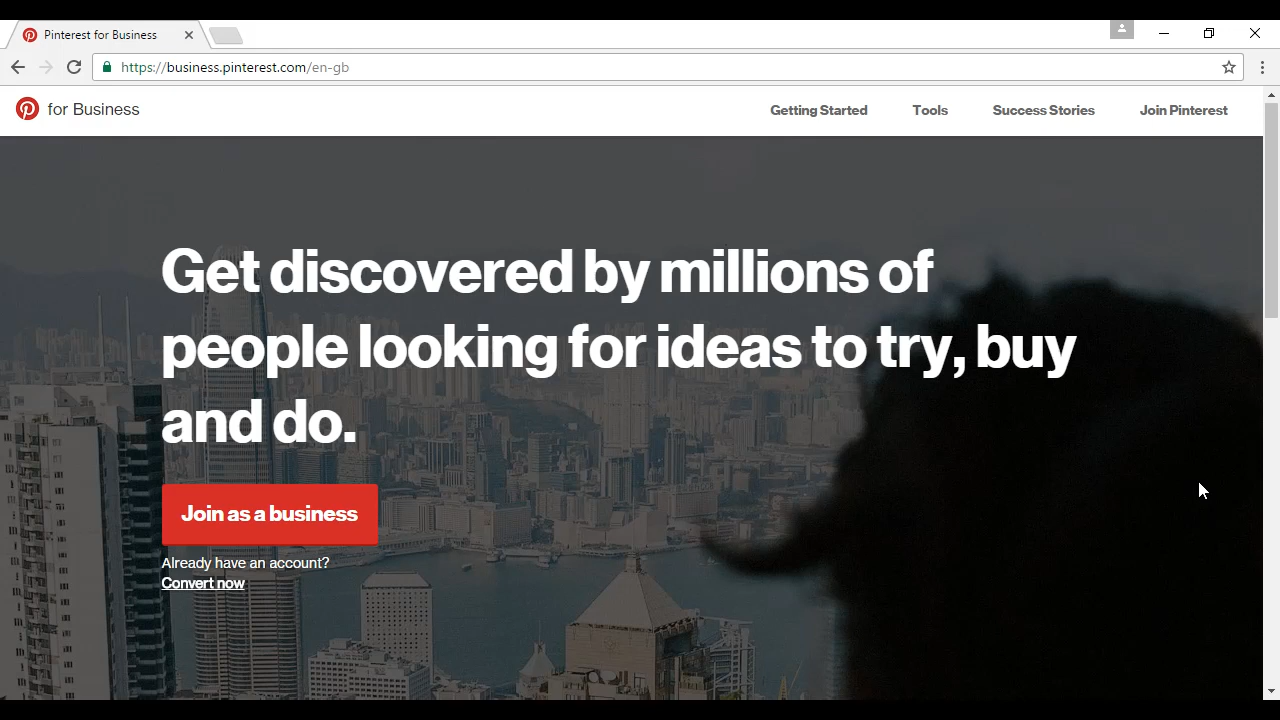 Pinterest for Business
https://business.pinterest.com/en-gb
for Business
Getting Started
Tools
Success Stories
Join Pinterest
Get discovered by millions of
people looking for ideas to try, buy
and do.
Join as a business
Already have an account?
Convert now